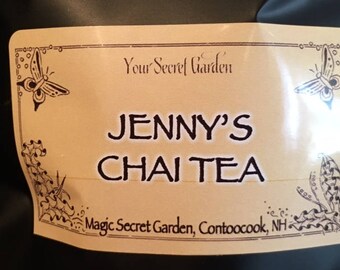 Your Secret Garden
JENNY'S
CHAI TEA
Magic Secret Garden, Contoocook, NH